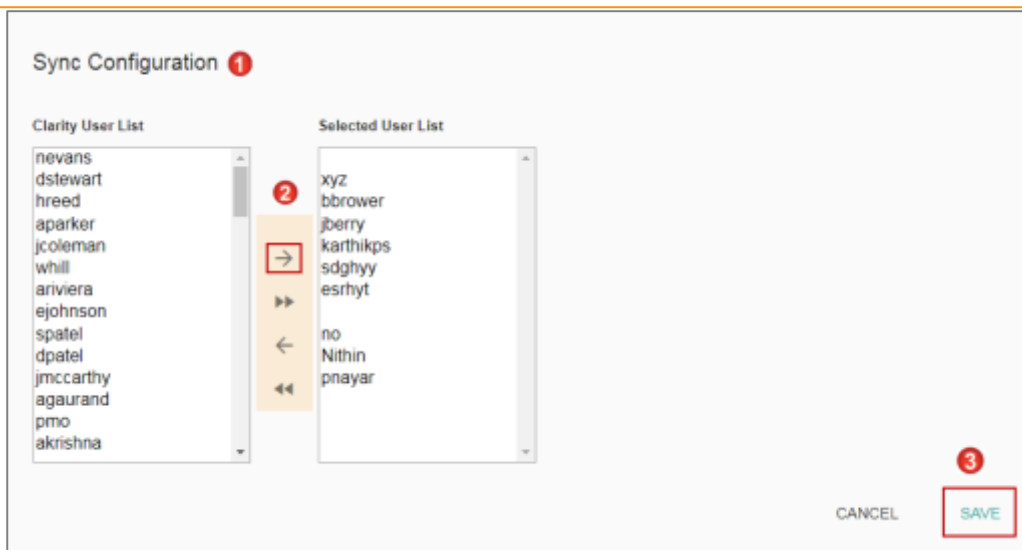 Sync Configuration 1
Clarity User List
Selected User List
nevans
dstewart
hreed
aparker
jcoleman
whill
ariviera
ejohnson
spatel
dpatel
jmccarthy
agaurand
pmo
akrishna
2
xyz
bbrower
jberry
karthikps
sdghyy
esrhyt
no
Nithin
pnayar
3
CANCEL
SAVE